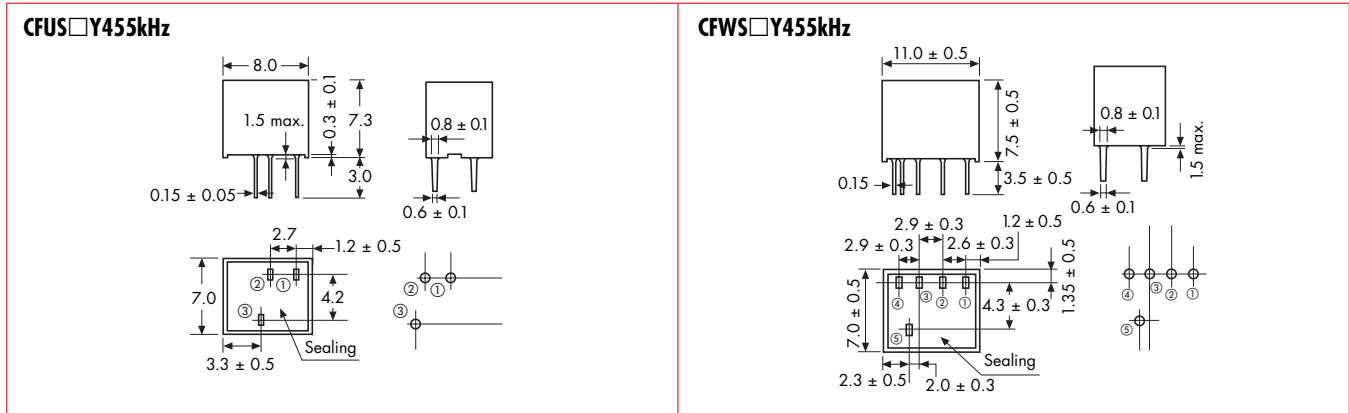 CFUS□Y455kHz
8.0
0.3 ± 0.1
7.3
1.5 max.
3.0
0.15 ± 0.05
0.8 ± 0.1
0.6 ± 0.1
2.7
1.2 ± 0.5
7.0
②
①
③
4.2
Sealing
3.3 ± 0.5
②
①
③
CFWS□Y455kHz
11.0 ± 0.5
7.5 ± 0.5
0.15
3.5 ± 0.5
0.8 ± 0.1
1.5 max.
0.6 ± 0.1
2.9 ± 0.3
2.9 ± 0.3
2.6 ± 0.3
1.2 ± 0.5
1.35 ± 0.5
7.0 ± 0.5
④
③
②
①
4.3 ± 0.3
⑤
Sealing
2.3 ± 0.5
2.0 ± 0.3
④
③
②
①
⑤